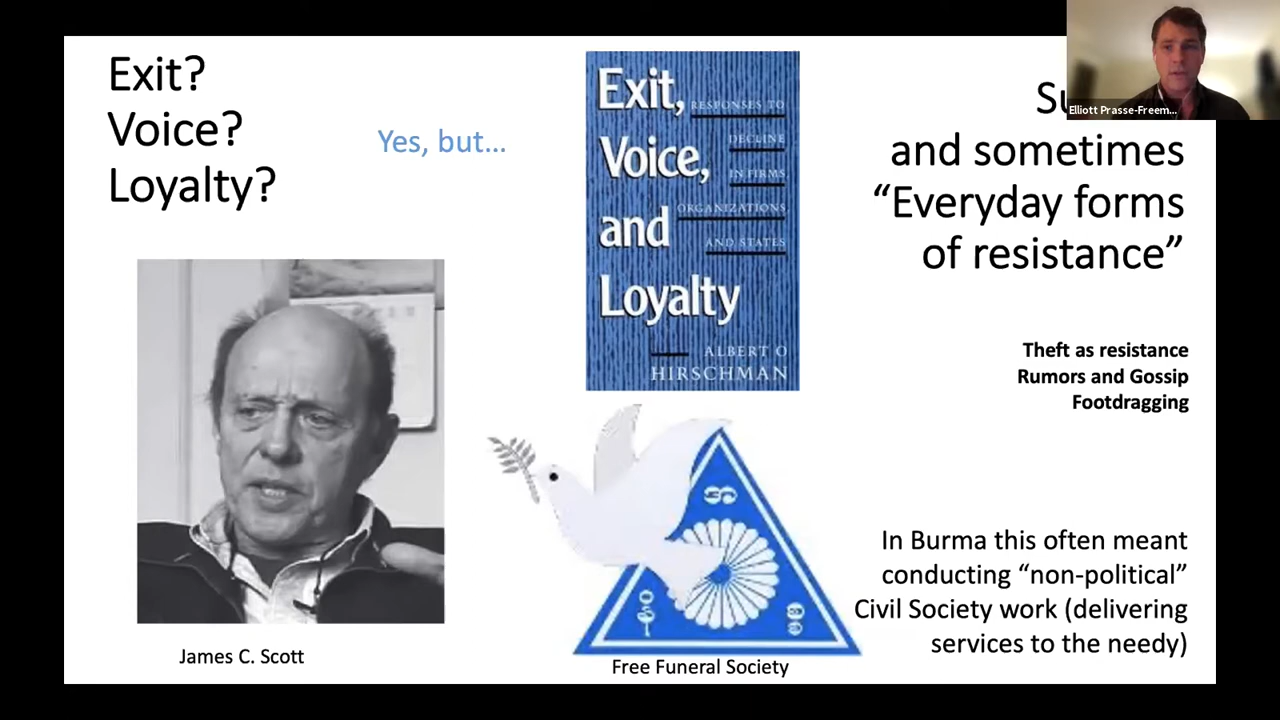 Exit?
Voice?
Loyalty?
Yes, but...
Exit,
RESPONSES TO
DECLINE
Voice,
IN FIRMS,
ORGANIZATIONS
and
AND STATES
Loyalty
ALBERT O
HIRSCHMAN
Elliott Prasse-Freem...
and sometimes
“Everyday forms
of resistance”
Theft as resistance
Rumors and Gossip
Footdragging
James C. Scott
Free Funeral Society
In Burma this often meant
conducting “non-political”
Civil Society work (delivering
services to the needy)